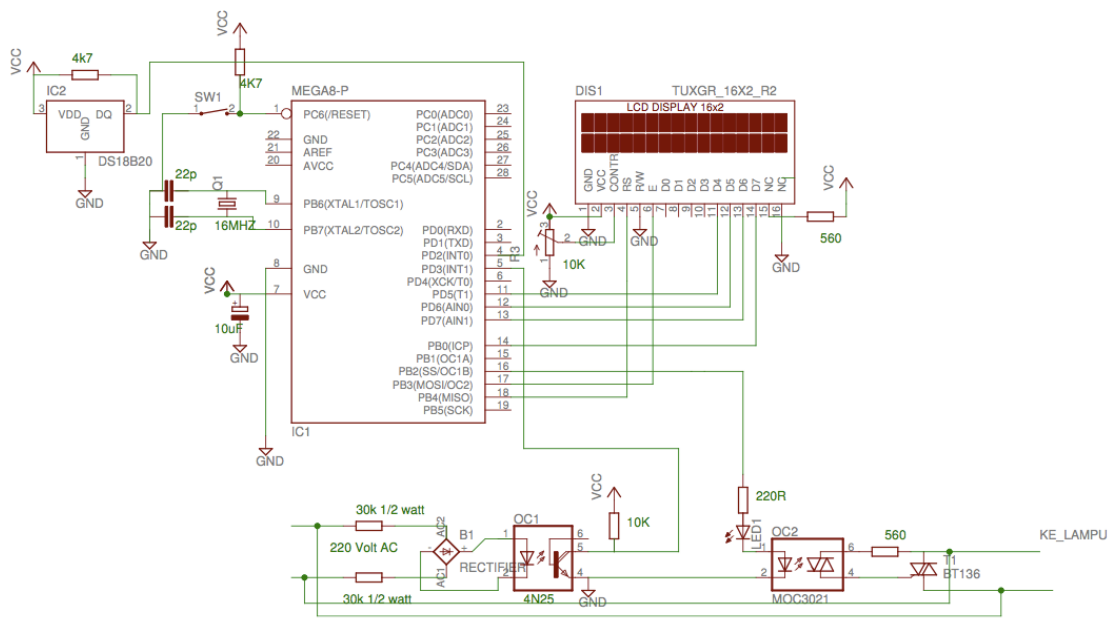 VCC
4k7
IC2
3
VDD
DQ
2
GND
1
DS18B20
GND
VCC
4K7
SW1
1
2
22p
22p
Q1
16MHZ
GND
VCC
10uF
GND
GND
MEGA8-P
1
PC6(/RESET)
22
GND
21
AREF
20
AVCC
9
PB6(XTAL1/TOSC1)
10
PB7(XTAL2/TOSC2)
8
GND
7
VCC
PC0(ADC0)
23
PC1(ADC1)
24
PC2(ADC2)
25
PC3(ADC3)
26
PC4(ADC4/SDA)
27
PC5(ADC5/SCL)
28
PD0(RXD)
2
PD1(TXD)
3
PD2(INT0)
4
PD3(INT1)
5
PD4(XCK/T0)
6
PD5(T1)
11
PD6(AIN0)
12
PD7(AIN1)
13
PB0(ICP)
14
PB1(OC1A)
15
PB2(SS/OC1B)
16
PB3(MOSI/OC2)
17
PB4(MISO)
18
PB5(SCK)
19
IC1
DIS1
TUXGR_16X2_R2
LCD DISPLAY 16x2
GND
VCC
CONTR
RS
R/W
E
D0
D1
D2
D3
D4
D5
D6
D7
NC
NC
1
2
3
4
5
6
7
8
9
10
11
12
13
14
15
16
VCC
3
2
1
R3
10K
GND
GND
GND
VCC
560
GND
30k 1/2 watt
220 Volt AC
30k 1/2 watt
AC2
AC1
B1
-
+
RECTIFIER
OC1
1
2
6
5
4
4N25
VCC
10K
GND
220R
LED1
OC2
1
2
6
4
MOC3021
560
T1
BT136
KE_LAMPU